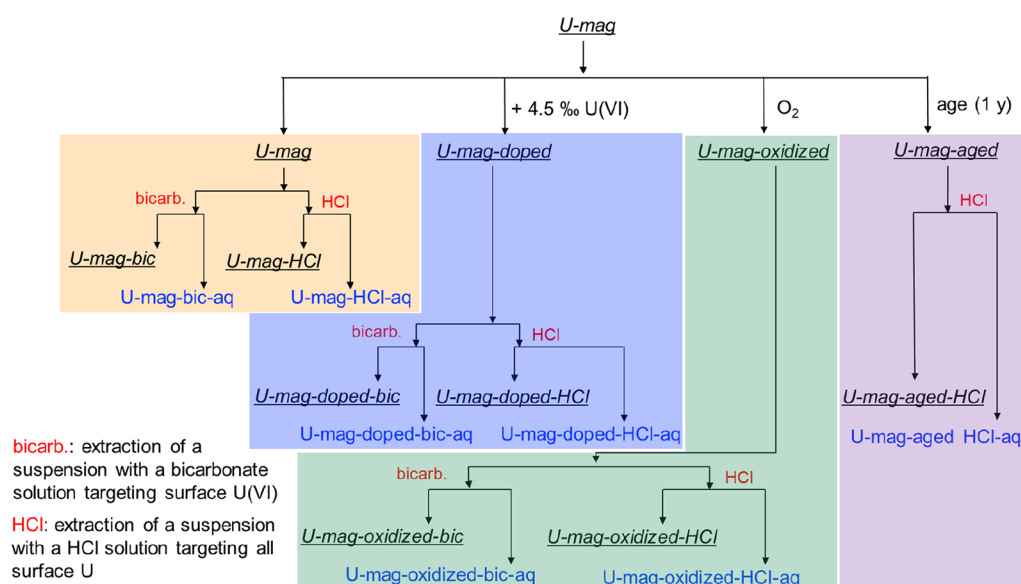 U-mag
+ 4.5 ‰ U(VI)
O2
age (1 y)
U-mag
U-mag-doped
U-mag-oxidized
U-mag-aged
bicarb.
HCl
HCl
U-mag-bic
U-mag-HCl
U-mag-bic-aq
U-mag-HCl-aq
bicarb.
HCl
U-mag-doped-bic
U-mag-doped-HCl
U-mag-aged-HCl
U-mag-doped-bic-aq
U-mag-doped-HCl-aq
U-mag-aged HCl-aq
bicarb.: extraction of a
suspension with a bicarbonate
solution targeting surface U(VI)
HCl: extraction of a suspension
with a HCl solution targeting all
surface U
bicarb.
HCl
U-mag-oxidized-bic
U-mag-oxidized-HCl
U-mag-oxidized-bic-aq
U-mag-oxidized-HCl-aq